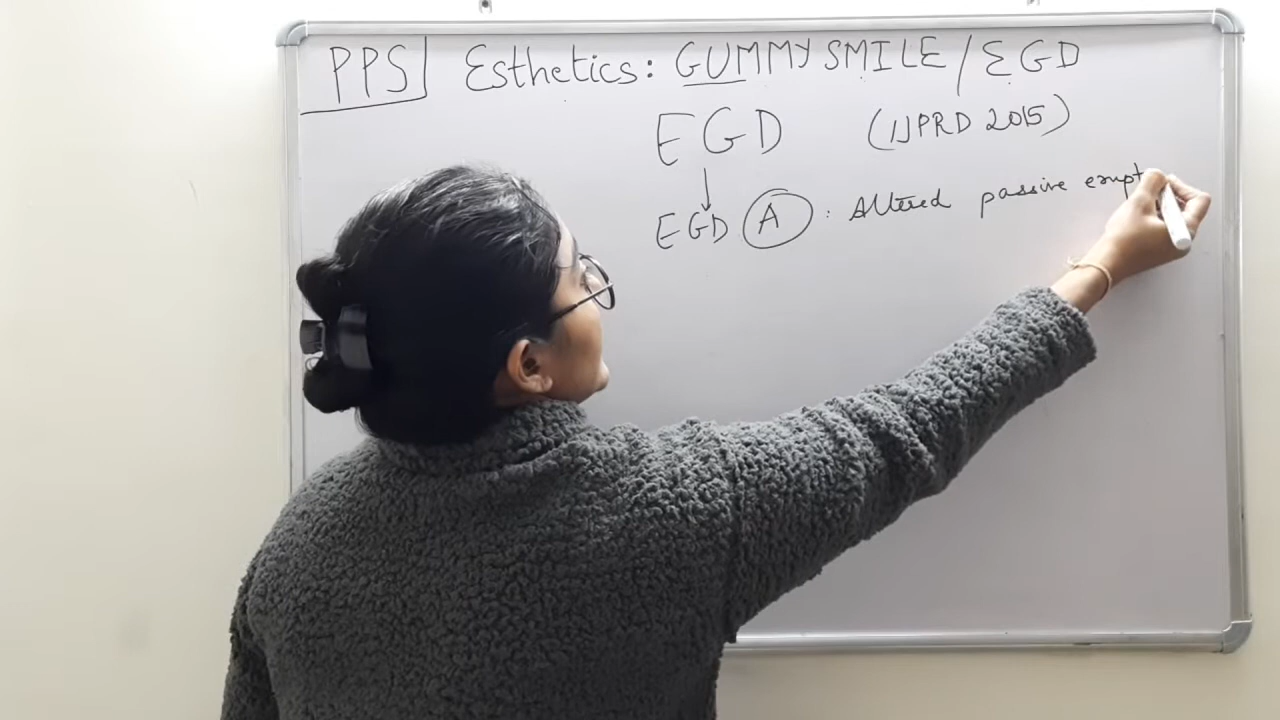 PPS Esthetics: GUMMY SMILE / EGD
EGD (IJPRD 2015)
↓
EGD A : Altered passive erupt